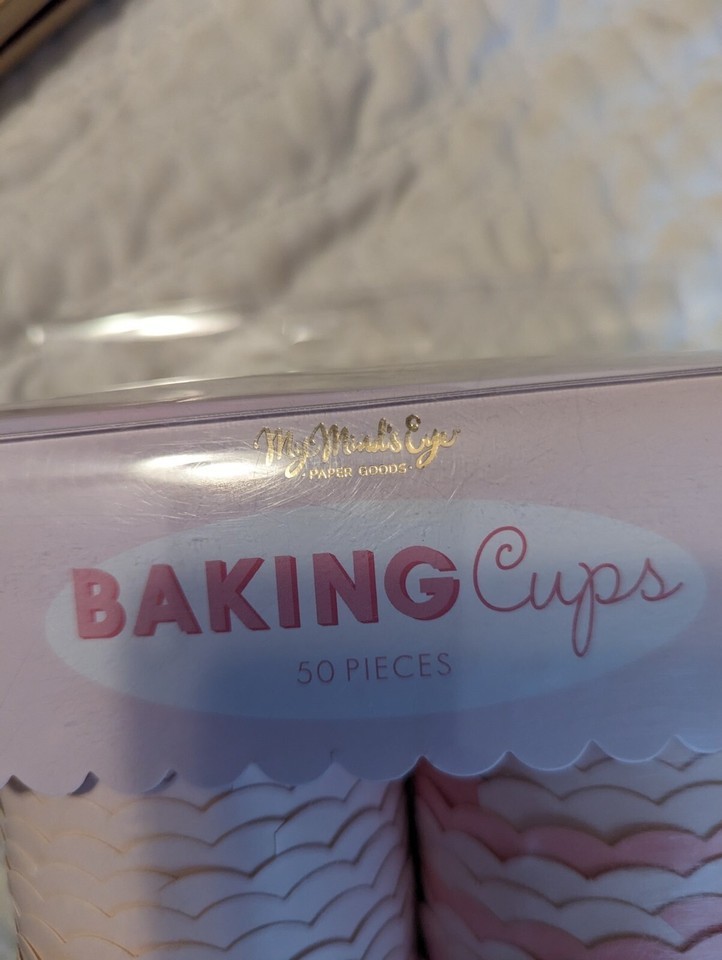 My Mind's Eye
·PAPER GOODS·
BAKING Cups
50 PIECES